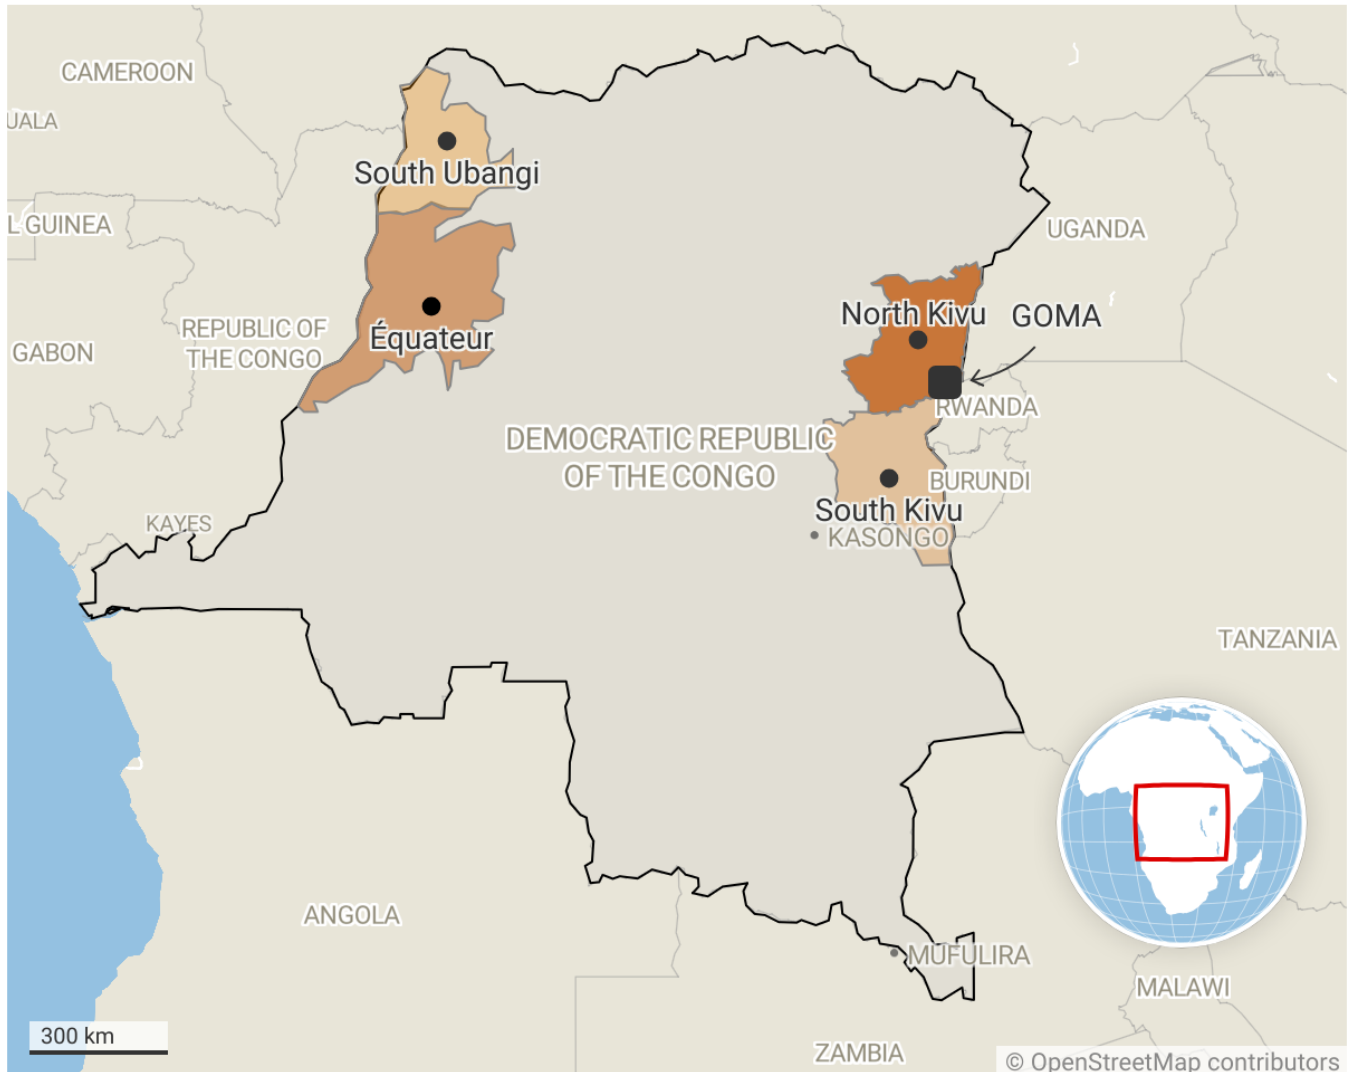 CAMEROON
UALA
South Ubangi
L GUINEA
UGANDA
North Kivu
GOMA
REPUBLIC OF
THE CONGO
Équateur
GABON
RWANDA
DEMOCRATIC REPUBLIC
OF THE CONGO
BURUNDI
South Kivu
KAYES
KASONGO
TANZANIA
ANGOLA
MUFULIRA
MALAWI
300 km
ZAMBIA
© OpenStreetMap contributors